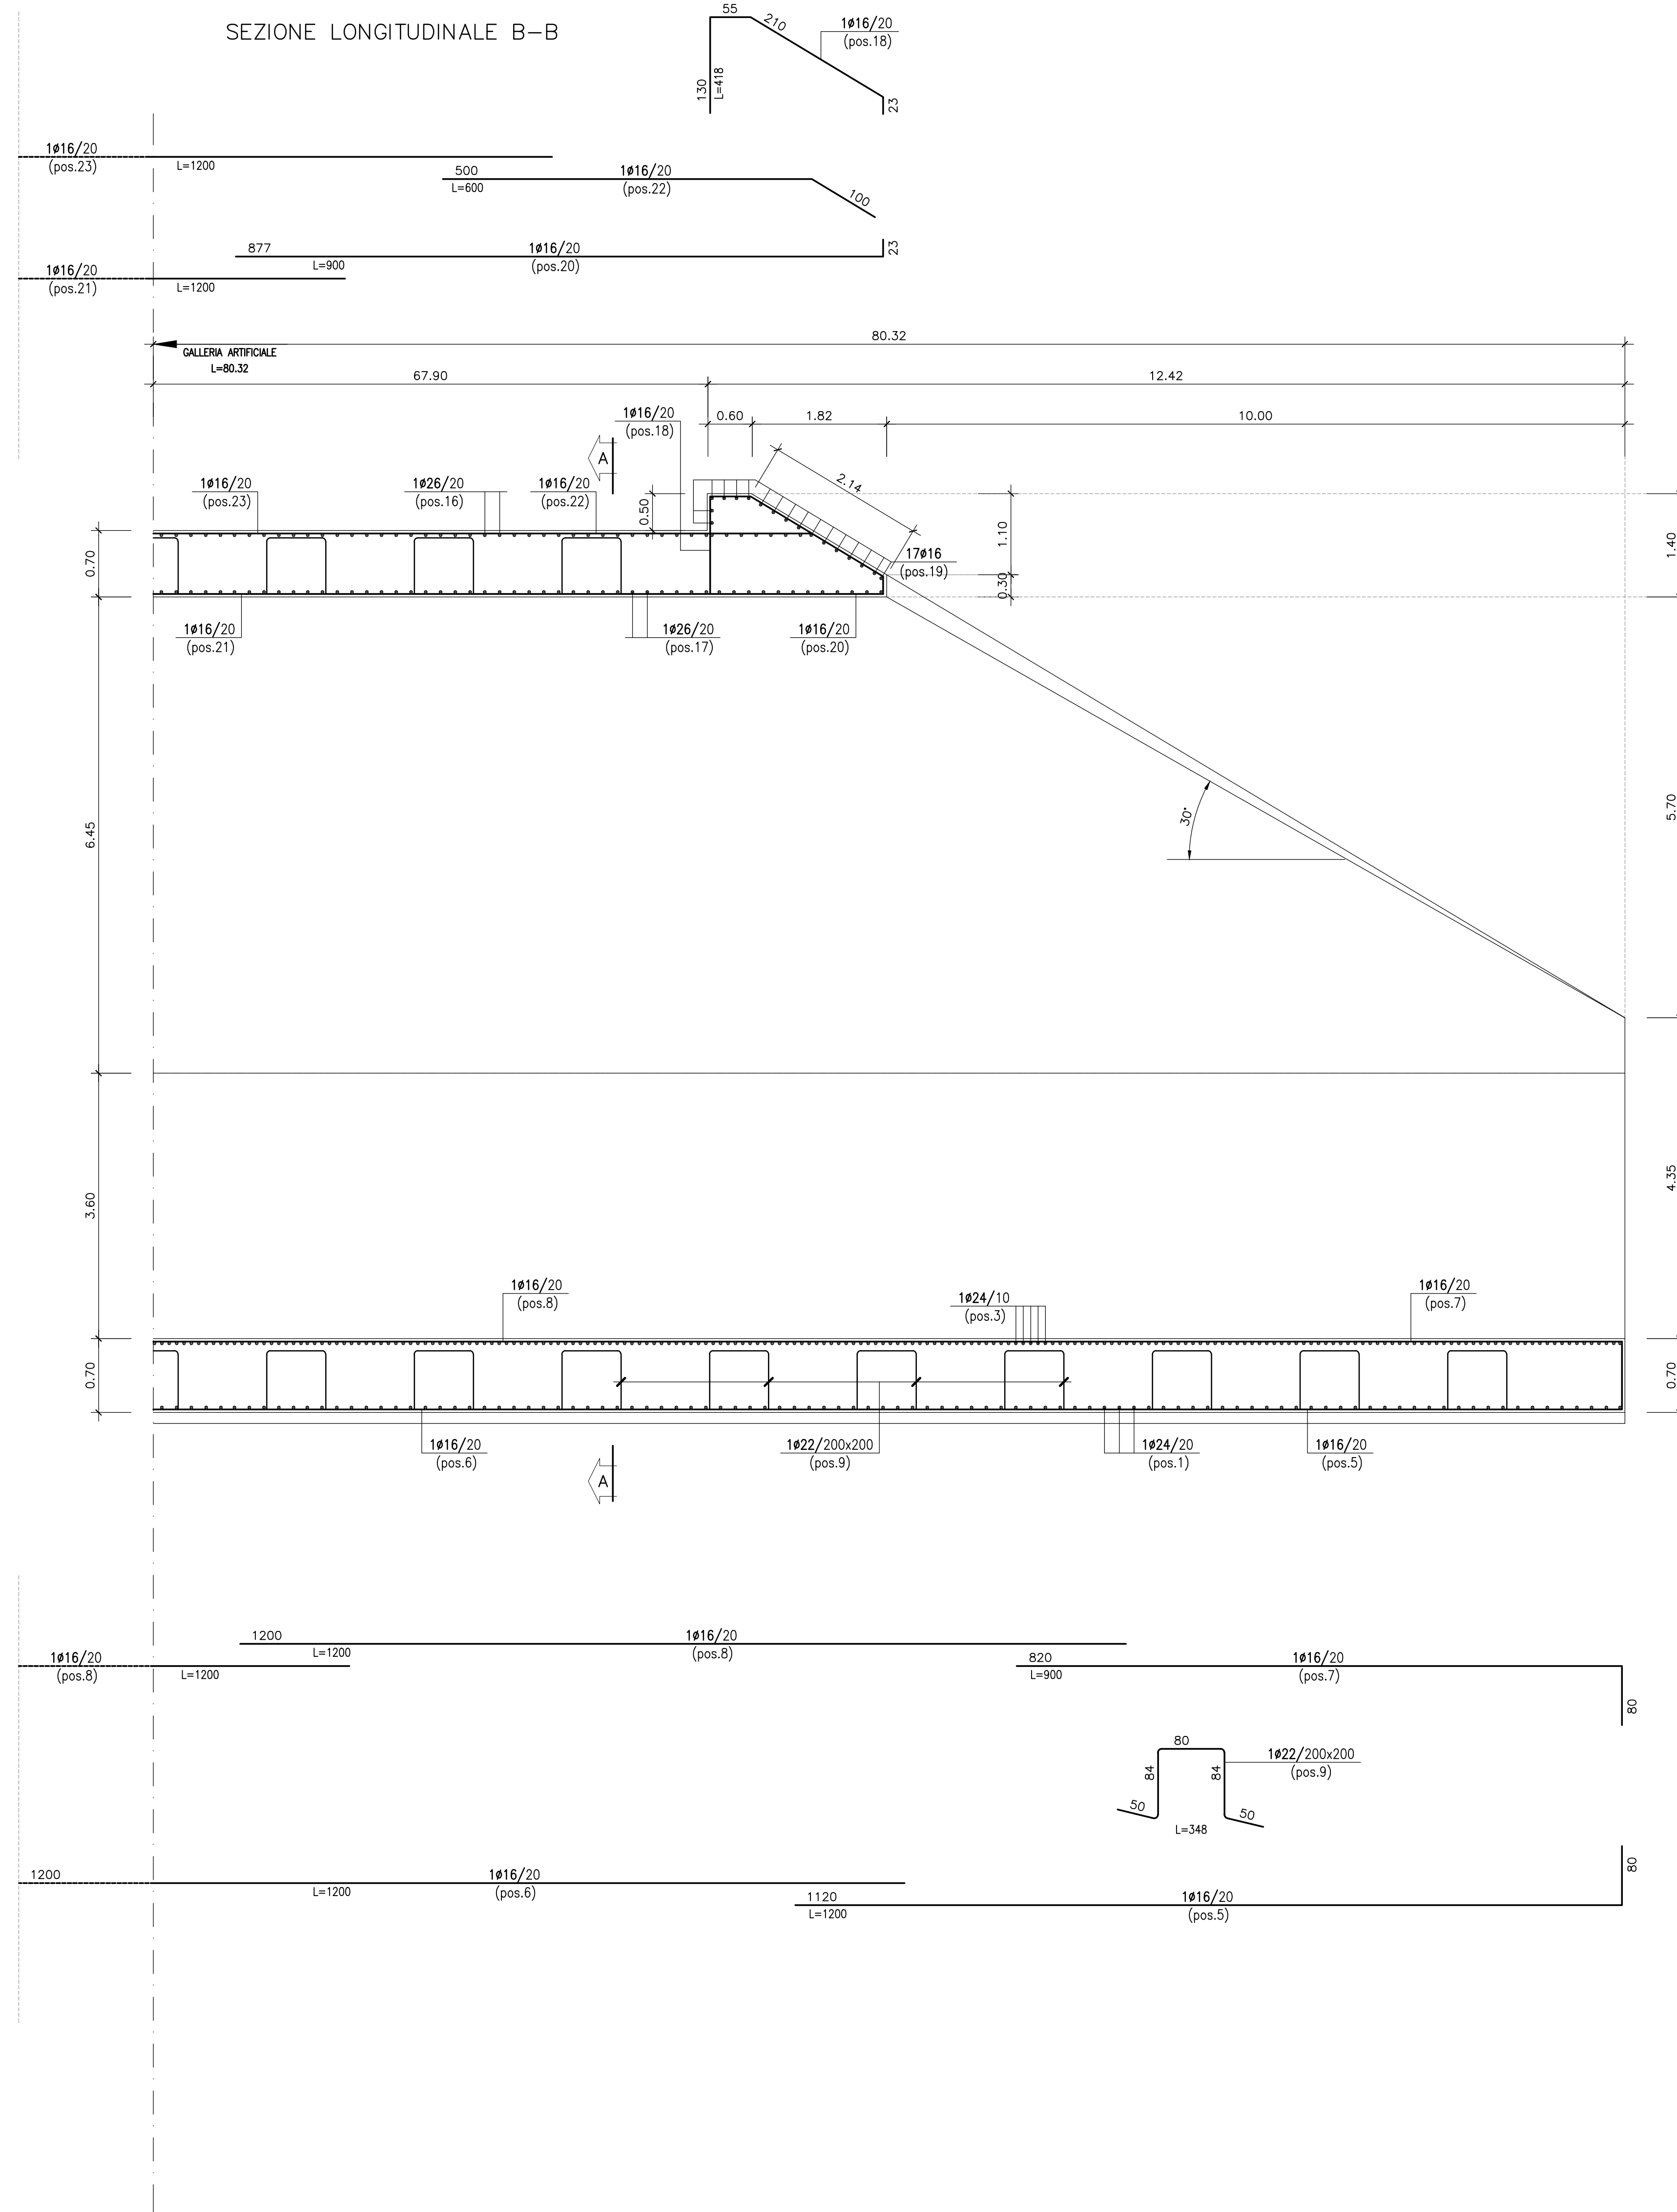 SEZIONE LONGITUDINALE B-B
55
210
1ø16/20
(pos.18)
130
L=418
23
1ø16/20
(pos.23)
L=1200
500
L=600
1ø16/20
(pos.22)
100
877
L=900
1ø16/20
(pos.20)
23
1ø16/20
(pos.21)
L=1200
80.32
GALLERIA ARTIFICIALE
L=80.32
67.90
12.42
0.60
1.82
10.00
1ø16/20
(pos.18)
A
2.14
1ø16/20
(pos.23)
1ø26/20
(pos.16)
1ø16/20
(pos.22)
0.50
1.10
1.40
0.70
17ø16
(pos.19)
0.30
1ø16/20
(pos.21)
1ø26/20
(pos.17)
1ø16/20
(pos.20)
6.45
30°
5.70
3.60
4.35
1ø16/20
(pos.8)
1ø24/10
(pos.3)
1ø16/20
(pos.7)
0.70
0.70
1ø16/20
(pos.6)
1ø22/200x200
(pos.9)
1ø24/20
(pos.1)
1ø16/20
(pos.5)
A
1200
L=1200
1ø16/20
(pos.8)
1ø16/20
(pos.8)
L=1200
820
L=900
1ø16/20
(pos.7)
80
80
84
84
50
50
L=348
1ø22/200x200
(pos.9)
1200
L=1200
1ø16/20
(pos.6)
80
1120
L=1200
1ø16/20
(pos.5)